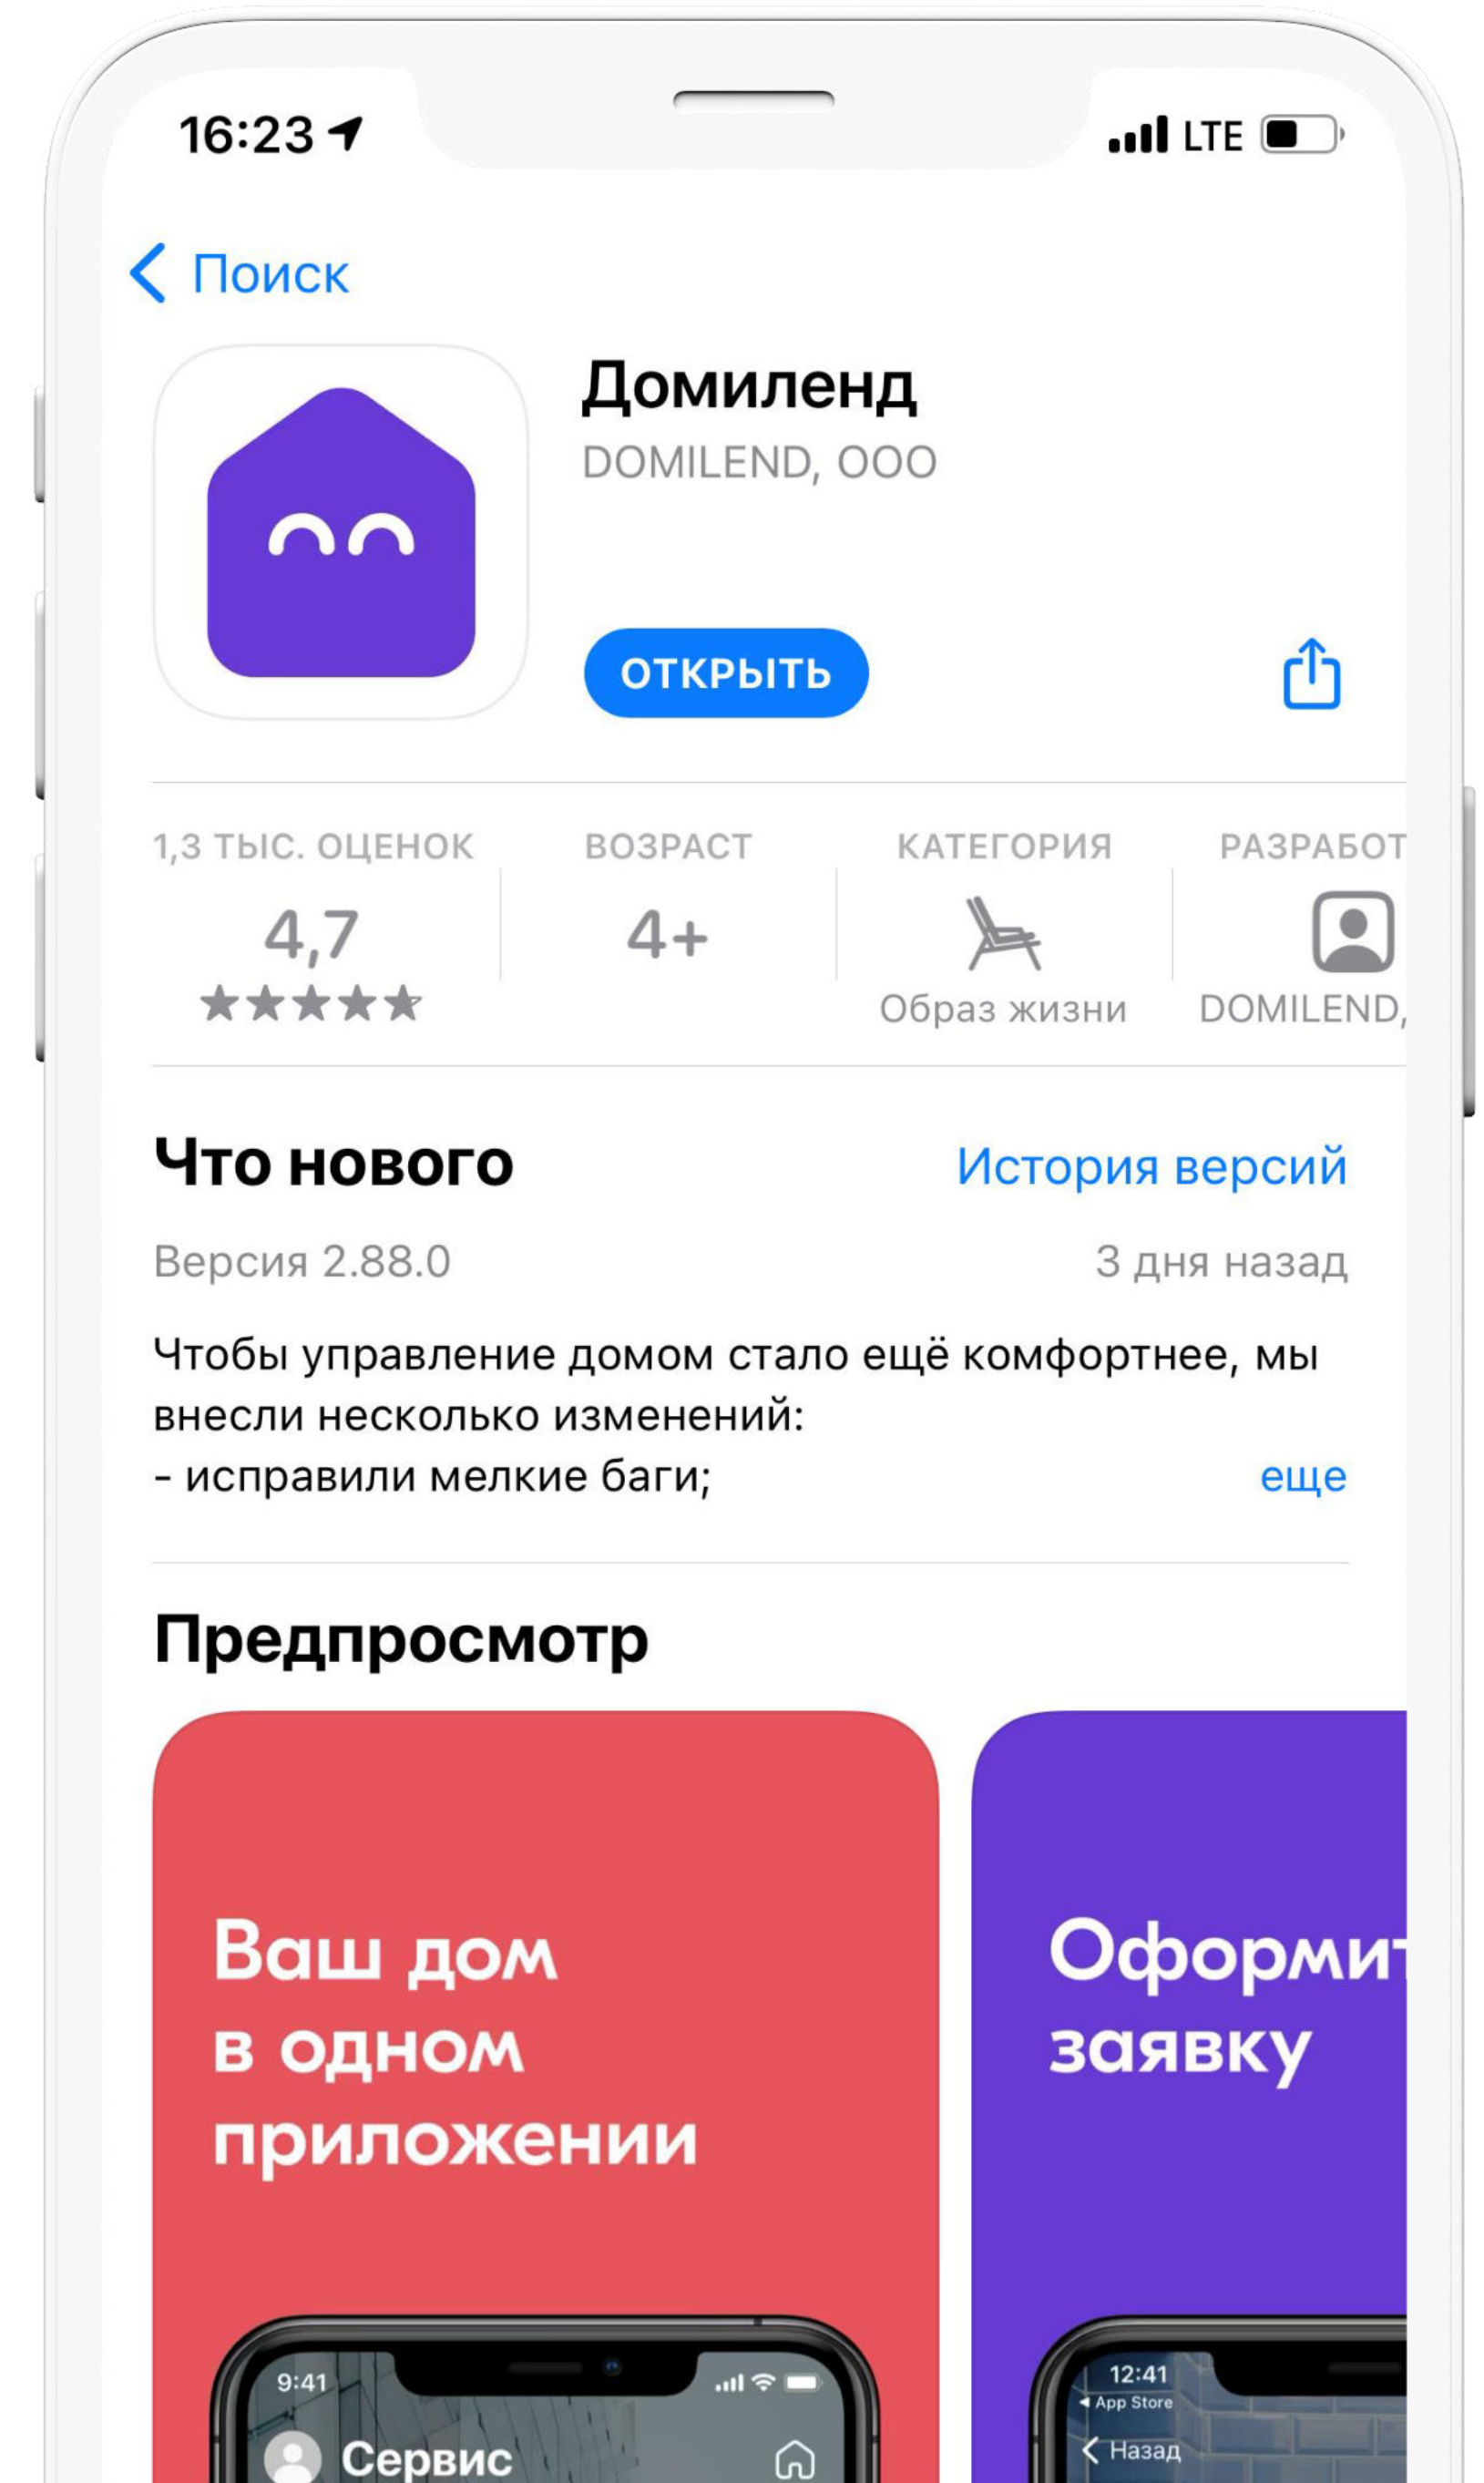 16:23
LTE
Поиск
Домиленд
DOMILEND, OOO
ОТКРЫТЬ
1,3 ТЫС. ОЦЕНОК
ВОЗРАСТ
КАТЕГОРИЯ
РАЗРАБОТ
4,7
4+
Образ жизни
DOMILEND,
Что нового
История версий
Версия 2.88.0
3 дня назад
Чтобы управление домом стало ещё комфортнее, мы
внесли несколько изменений:
- исправили мелкие баги;
еще
Предпросмотр
Ваш дом
в одном
приложении
Оформит
заявку
9:41
Сервис
12:41
App Store
Назад